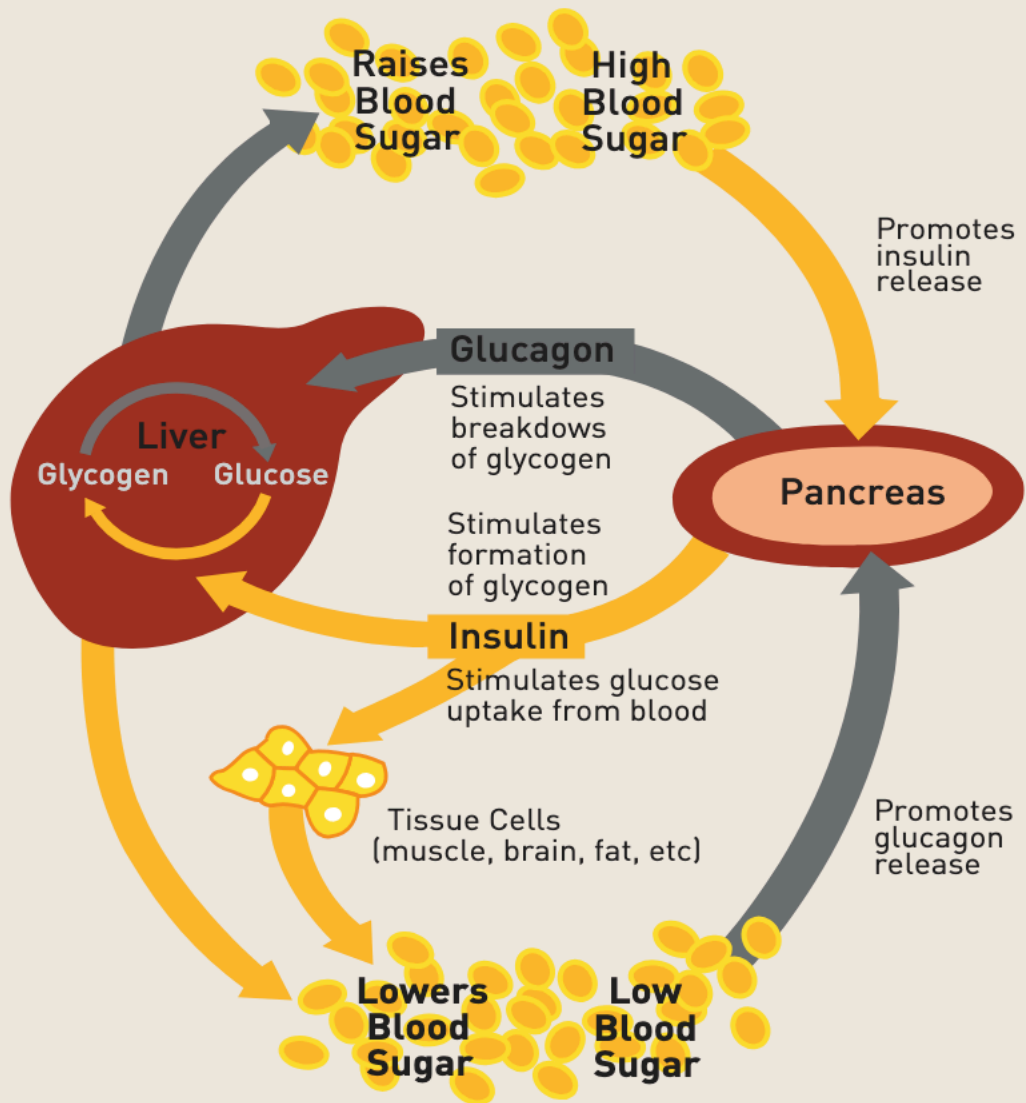 Raises
Blood
Sugar
High
Blood
Sugar
Promotes
insulin
release
Glucagon
Stimulates
breakdows
of glycogen
Liver
Glycogen
Glucose
Pancreas
Stimulates
formation
of glycogen
Insulin
Stimulates glucose
uptake from blood
Tissue Cells
(muscle, brain, fat, etc)
Promotes
glucagon
release
Lowers
Blood
Sugar
Low
Blood
Sugar